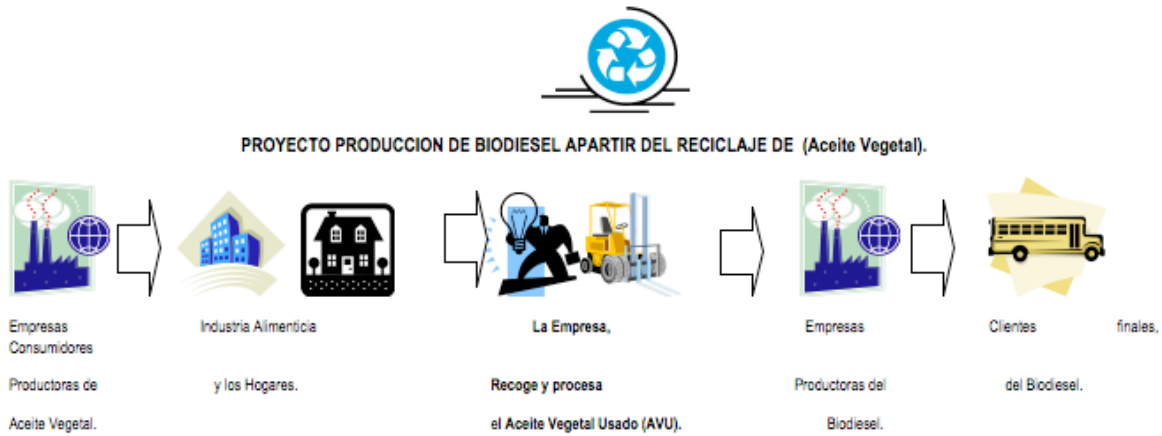 PROYECTO PRODUCCION DE BIODIESEL APARTIR DEL RECICLAJE DE (Aceite Vegetal).
Empresas Industria Alimenticia La Empresa, Empresas Clientes finales,
Consumidores
Productoras de y los Hogares. Recoge y procesa Productoras del del Biodiesel.
Aceite Vegetal. el Aceite Vegetal Usado (AVU). Biodiesel.